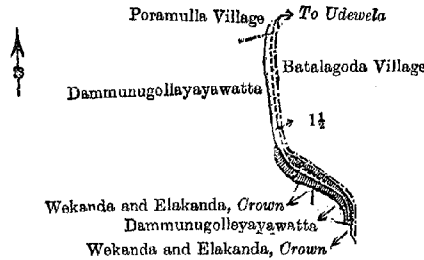 Poramulla Village
To Udewela
Batalagoda Village
Dammunugollayayawatta
1½
Wekanda and Elakanda, Crown
Dammunugolleyayawatta
Wekanda and Elakanda, Crown